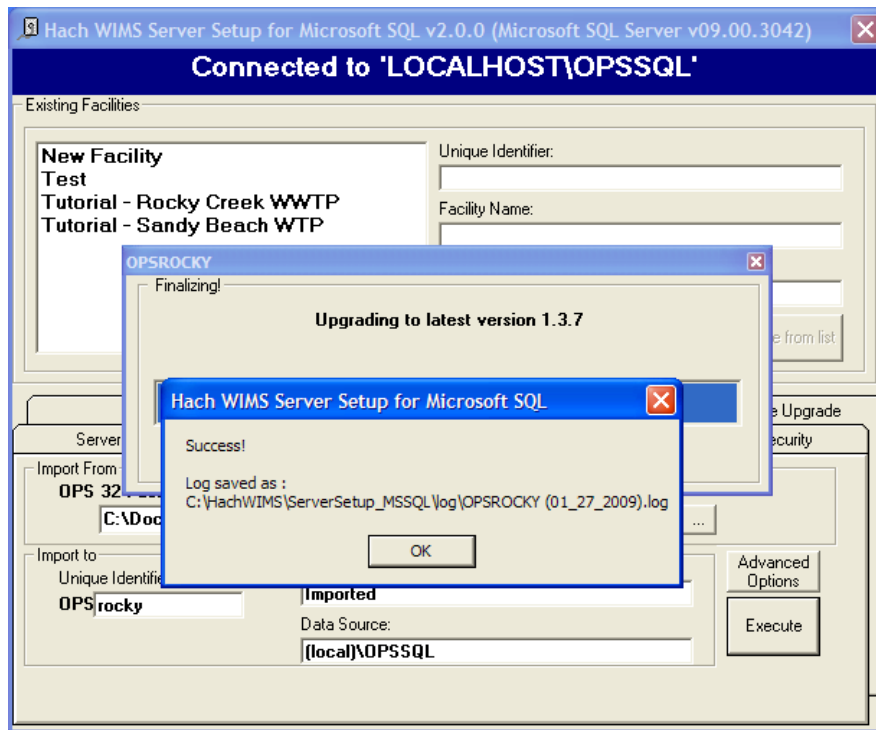 Hach WIMS Server Setup for Microsoft SQL v2.0.0 (Microsoft SQL Server v09.00.3042)
Connected to 'LOCALHOST\OPSSQL'
Existing Facilities
New Facility
Test
Tutorial - Rocky Creek WWTP
Tutorial - Sandy Beach WTP
Unique Identifier:
Facility Name:
from list
OPSROCKY
Finalizing!
Upgrading to latest version 1.3.7
Upgrade
Server
Hach WIMS Server Setup for Microsoft SQL
Success!
Log saved as :
C:\HachWIMS\ServerSetup_MSSQL\log\OPSROCKY (01_27_2009).log
OK
Import From
OPS 32
C:\Doc
...
Import to
Unique Identifie
OPS rocky
Imported
Data Source:
(local)\OPSSQL
Advanced
Options
Execute